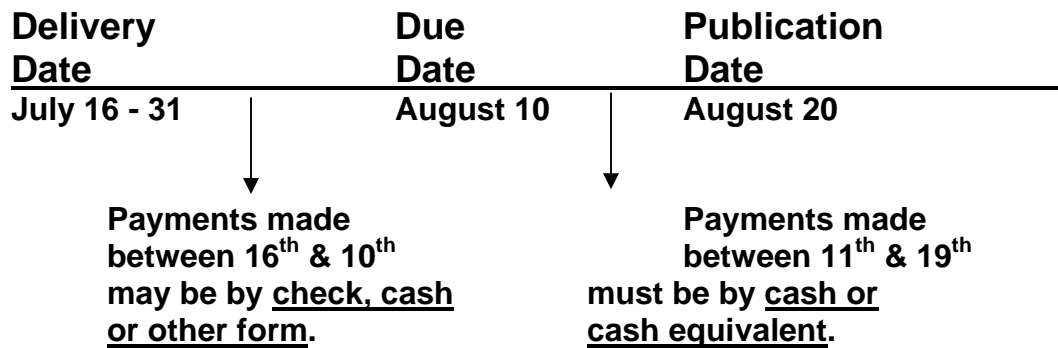 Delivery Due Publication
Date Date Date
July 16 - 31 August 10 August 20
Payments made
between 16th & 10th
may be by check, cash
or other form.
Payments made
between 11th & 19th
must be by cash or
cash equivalent.